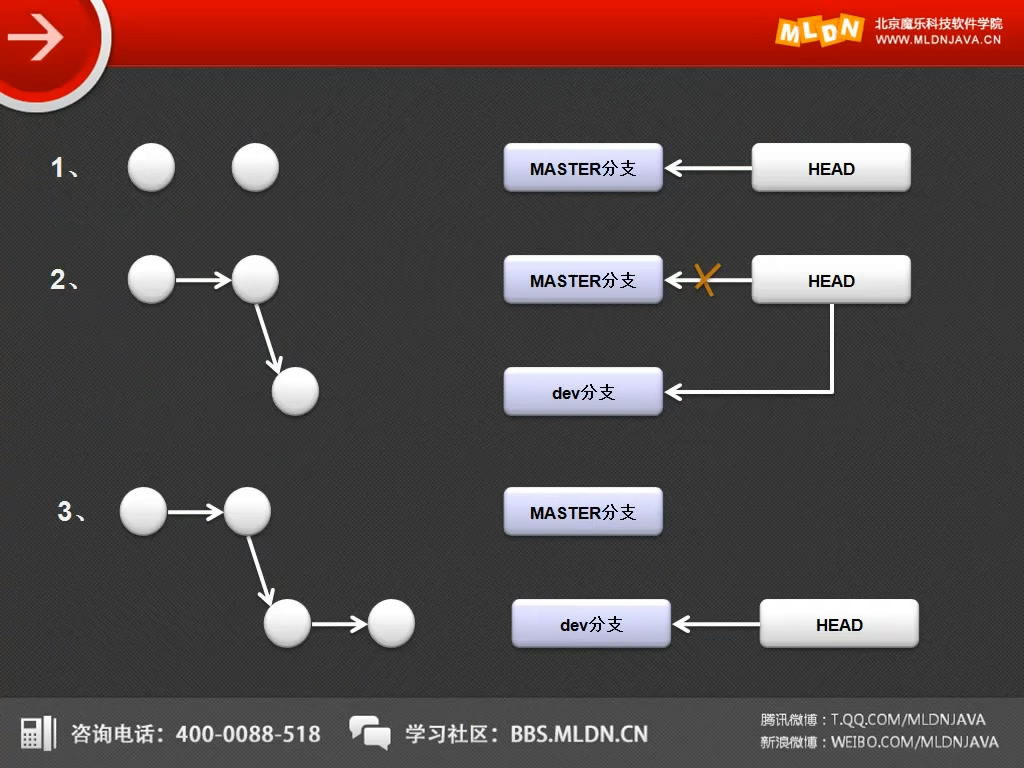 MLDN
北京魔乐科技软件学院
WWW.MLDNJAVA.CN
1、
MASTER分支
HEAD
2、
MASTER分支
HEAD
dev分支
3、
MASTER分支
dev分支
HEAD
咨询电话：400-0088-518
学习社区：BBS.MLDN.CN
腾讯微博：T.QQ.COM/MLDNJAVA
新浪微博：WEIBO.COM/MLDNJAVA